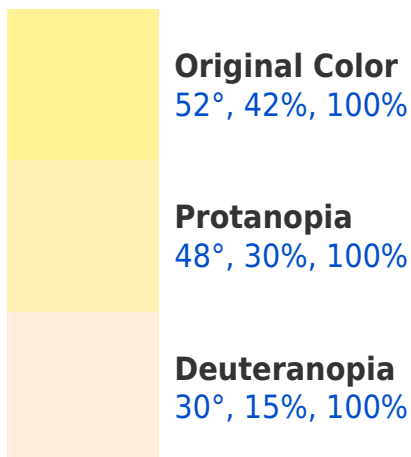 Original Color
52°, 42%, 100%
Protanopia
48°, 30%, 100%
Deuteranopia
30°, 15%, 100%